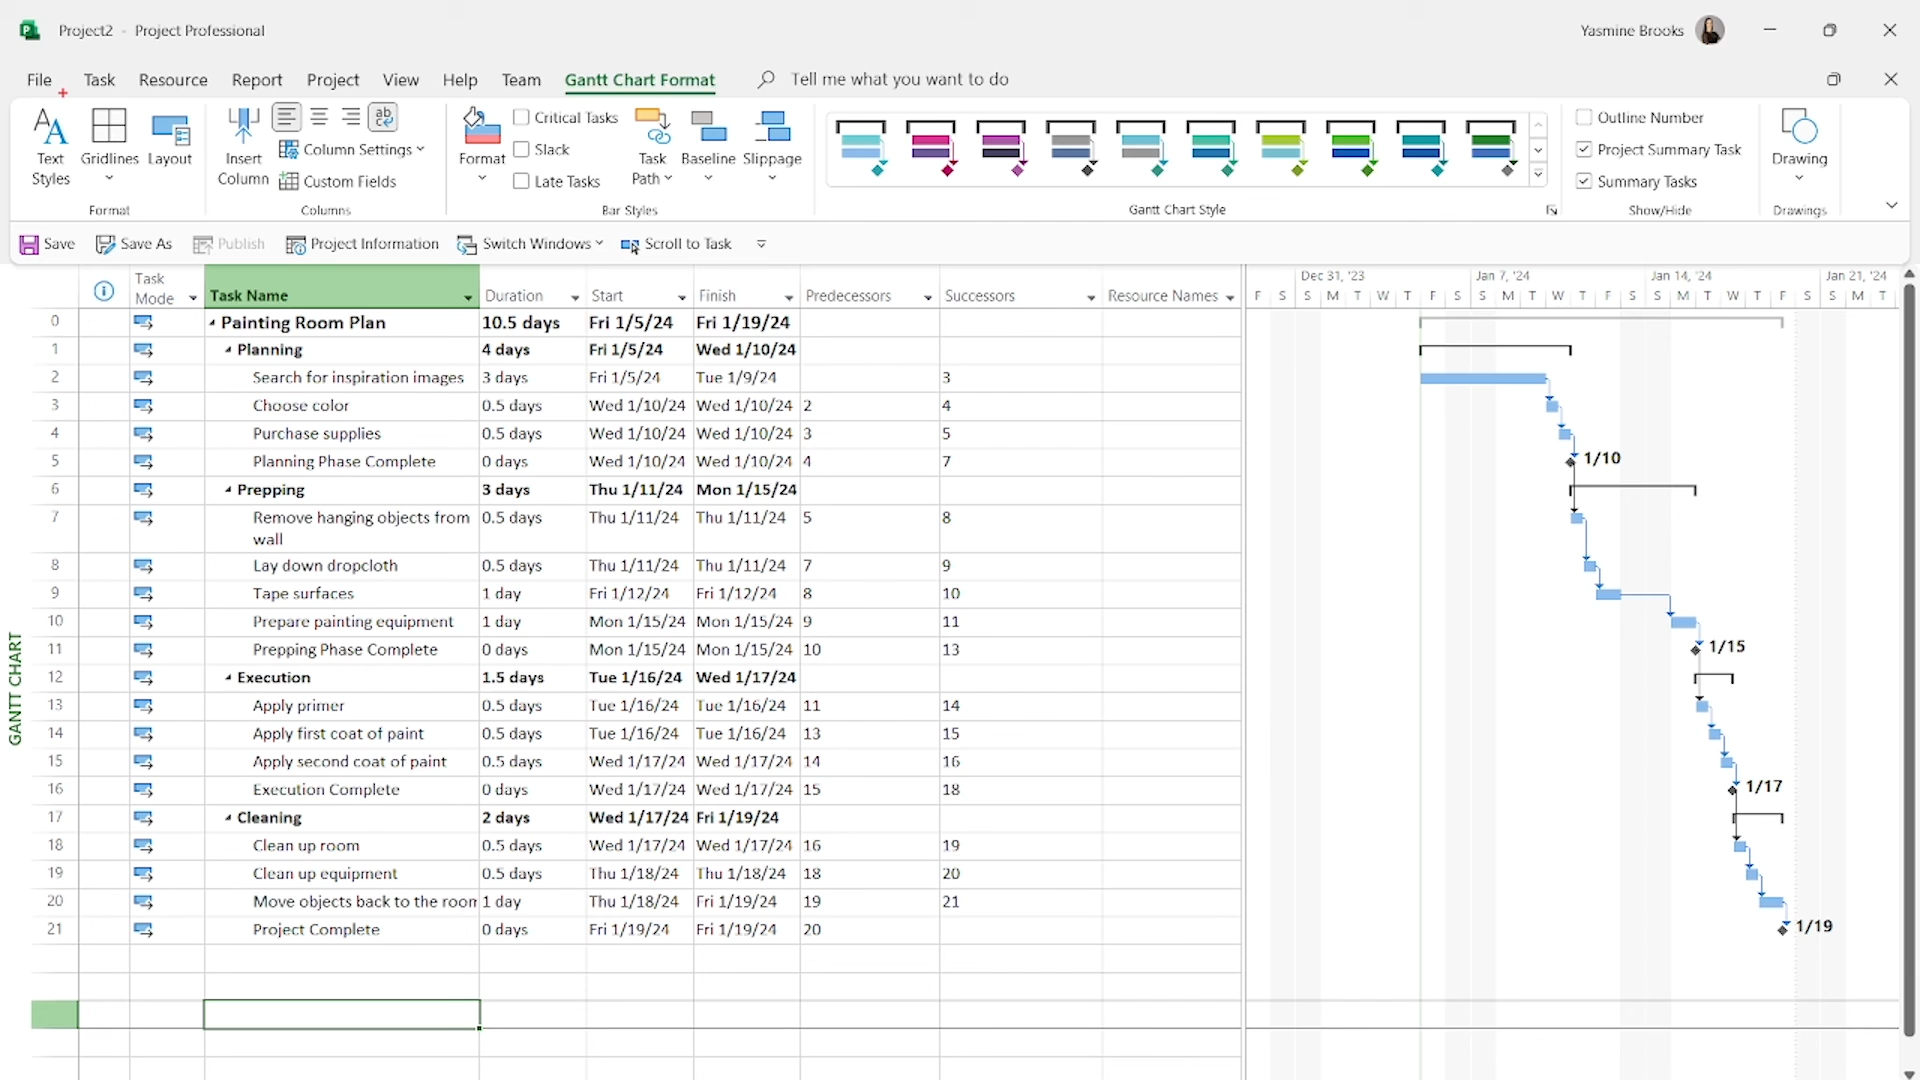 Project2 - Project Professional
Yasmine Brooks
File Task Resource Report Project View Help Team Gantt Chart Format Tell me what you want to do
Text Styles Gridlines Layout
Format
Insert Column Column Settings Custom Fields
Columns
Format Critical Tasks Slack Late Tasks Task Path Baseline Slippage
Bar Styles
Gantt Chart Style
Outline Number
Project Summary Task
Summary Tasks
Show/Hide
Drawing
Drawings
Save Save As Publish Project Information Switch Windows Scroll to Task
Task Mode Task Name Duration Start Finish Predecessors Successors Resource Names
Dec 31, '23 Jan 7, '24 Jan 14, '24 Jan 21, '24
F S S M T W T F S S M T W T F S S M T W T F S S M T
0 Painting Room Plan 10.5 days Fri 1/5/24 Fri 1/19/24
1 Planning 4 days Fri 1/5/24 Wed 1/10/24
2 Search for inspiration images 3 days Fri 1/5/24 Tue 1/9/24 3
3 Choose color 0.5 days Wed 1/10/24 Wed 1/10/24 2 4
4 Purchase supplies 0.5 days Wed 1/10/24 Wed 1/10/24 3 5
5 Planning Phase Complete 0 days Wed 1/10/24 Wed 1/10/24 4 7 1/10
6 Prepping 3 days Thu 1/11/24 Mon 1/15/24
7 Remove hanging objects from wall 0.5 days Thu 1/11/24 Thu 1/11/24 5 8
8 Lay down dropcloth 0.5 days Thu 1/11/24 Thu 1/11/24 7 9
9 Tape surfaces 1 day Fri 1/12/24 Fri 1/12/24 8 10
10 Prepare painting equipment 1 day Mon 1/15/24 Mon 1/15/24 9 11
11 Prepping Phase Complete 0 days Mon 1/15/24 Mon 1/15/24 10 13 1/15
12 Execution 1.5 days Tue 1/16/24 Wed 1/17/24
13 Apply primer 0.5 days Tue 1/16/24 Tue 1/16/24 11 14
14 Apply first coat of paint 0.5 days Tue 1/16/24 Tue 1/16/24 13 15
15 Apply second coat of paint 0.5 days Wed 1/17/24 Wed 1/17/24 14 16
16 Execution Complete 0 days Wed 1/17/24 Wed 1/17/24 15 18 1/17
17 Cleaning 2 days Wed 1/17/24 Fri 1/19/24
18 Clean up room 0.5 days Wed 1/17/24 Wed 1/17/24 16 19
19 Clean up equipment 0.5 days Thu 1/18/24 Thu 1/18/24 18 20
20 Move objects back to the room 1 day Thu 1/18/24 Fri 1/19/24 19 21
21 Project Complete 0 days Fri 1/19/24 Fri 1/19/24 20 1/19
GANTT CHART